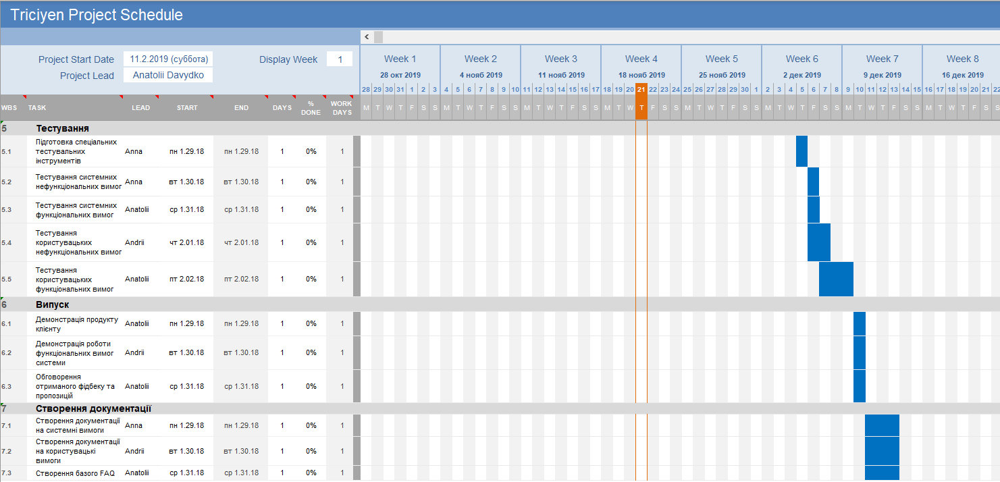 Triciyen Project Schedule
<
Project Start Date 11.2.2019 (суббота) Display Week 1
Project Lead Anatolii Davydko
Week 1 Week 2 Week 3 Week 4 Week 5 Week 6 Week 7 Week 8
28 окт 2019 4 нояб 2019 11 нояб 2019 18 нояб 2019 25 нояб 2019 2 дек 2019 9 дек 2019 16 дек 2019
28 29 30 31 1 2 3 4 5 6 7 8 9 10 11 12 13 14 15 16 17 18 19 20 21 22 23 24 25 26 27 28 29 30 1 2 3 4 5 6 7 8 9 10 11 12 13 14 15 16 17 18 19 20 21 22
WBS TASK LEAD START END DAYS % DONE WORK DAYS M T W T F S S M T W T F S S M T W T F S S M T W T F S S M T W T F S S M T W T F S S M T W T F S S M T W T F S S
5 Тестування
Підготовка спеціальних
тестувальних
інструментів
5.1 Anna пн 1.29.18 пн 1.29.18 1 0% 1
Тестування системних
нефункціональних вимог
5.2 Anna вт 1.30.18 вт 1.30.18 1 0% 1
Тестування системних
функціональних вимог
5.3 Anatolii ср 1.31.18 ср 1.31.18 1 0% 1
Тестування
користувацьких
нефункціональних вимог
5.4 Andrii чт 2.01.18 чт 2.01.18 1 0% 1
Тестування
користувацьких
функціональних вимог
5.5 Anatolii пт 2.02.18 пт 2.02.18 1 0% 1
6 Випуск
Демонстрація продукту
клієнту
6.1 Anatolii пн 1.29.18 пн 1.29.18 1 0% 1
Демонстрація роботи
функціональних вимог
системи
6.2 Andrii вт 1.30.18 вт 1.30.18 1 0% 1
Обговорення
отриманого фідбеку та
пропозицій
6.3 Anatolii ср 1.31.18 ср 1.31.18 1 0% 1
7 Створення документації
Створення документації
на системні вимоги
7.1 Anna пн 1.29.18 пн 1.29.18 1 0% 1
Створення документації
на користувацькі
вимоги
7.2 Andrii вт 1.30.18 вт 1.30.18 1 0% 1
7.3 Створення базого FAQ Anatolii ср 1.31.18 ср 1.31.18 1 0% 1